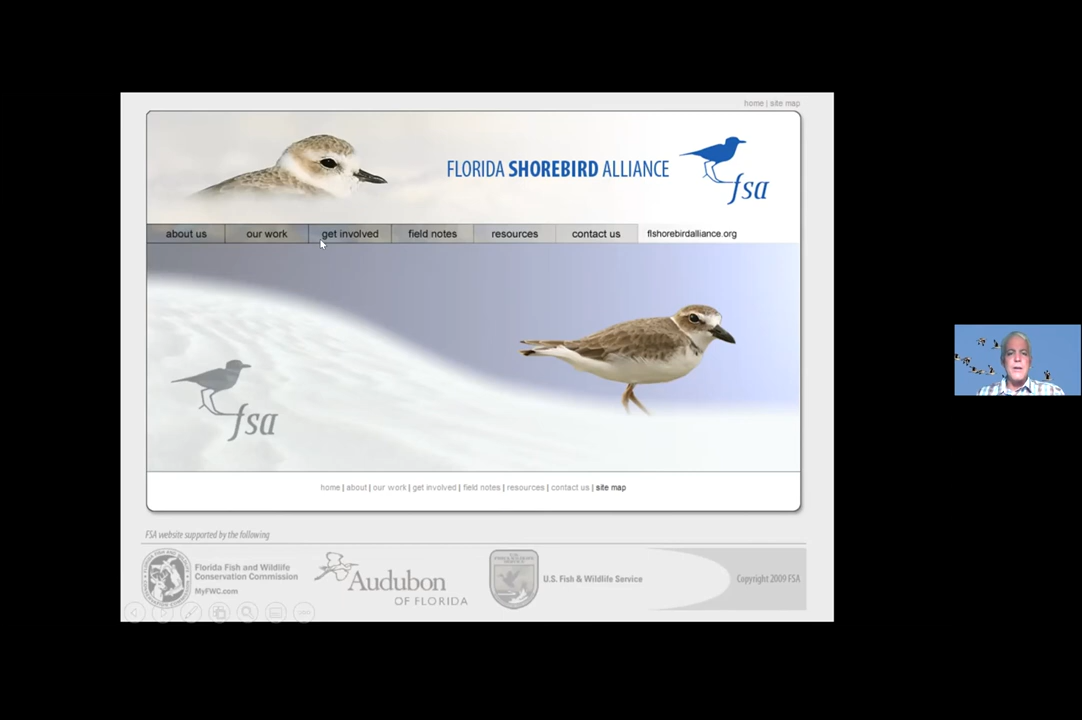 home | site map
FLORIDA SHOREBIRD ALLIANCE
fsa
about us our work get involved field notes resources contact us flshorebirdalliance.org
fsa
home | about | our work | get involved | field notes | resources | contact us | site map
FSA website supported by the following
Florida Fish and Wildlife
Conservation Commission
MyFWC.com
Audubon
OF FLORIDA
U.S. Fish & Wildlife Service
Copyright 2009 FSA